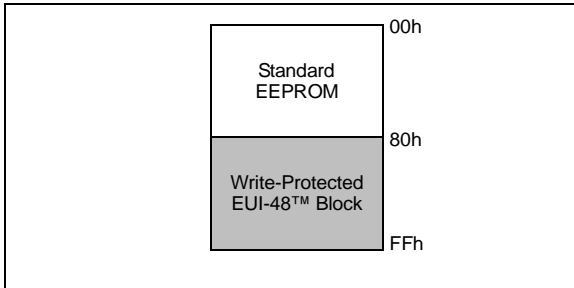 00h
Standard
EEPROM
80h
Write-Protected
EUI-48™ Block
FFh